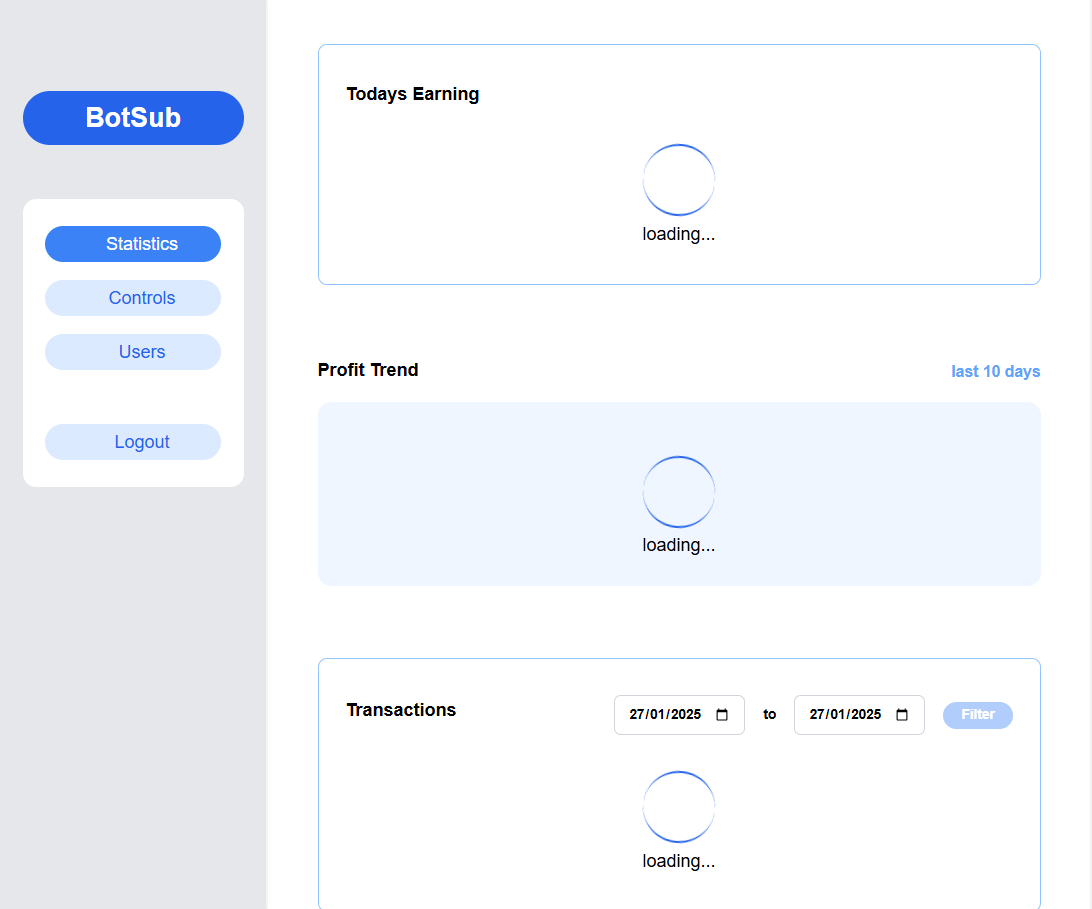 BotSub
Statistics
Controls
Users
Logout
Todays Earning
loading...
Profit Trend
last 10 days
loading...
Transactions
27/01/2025 to 27/01/2025 Filter
loading...